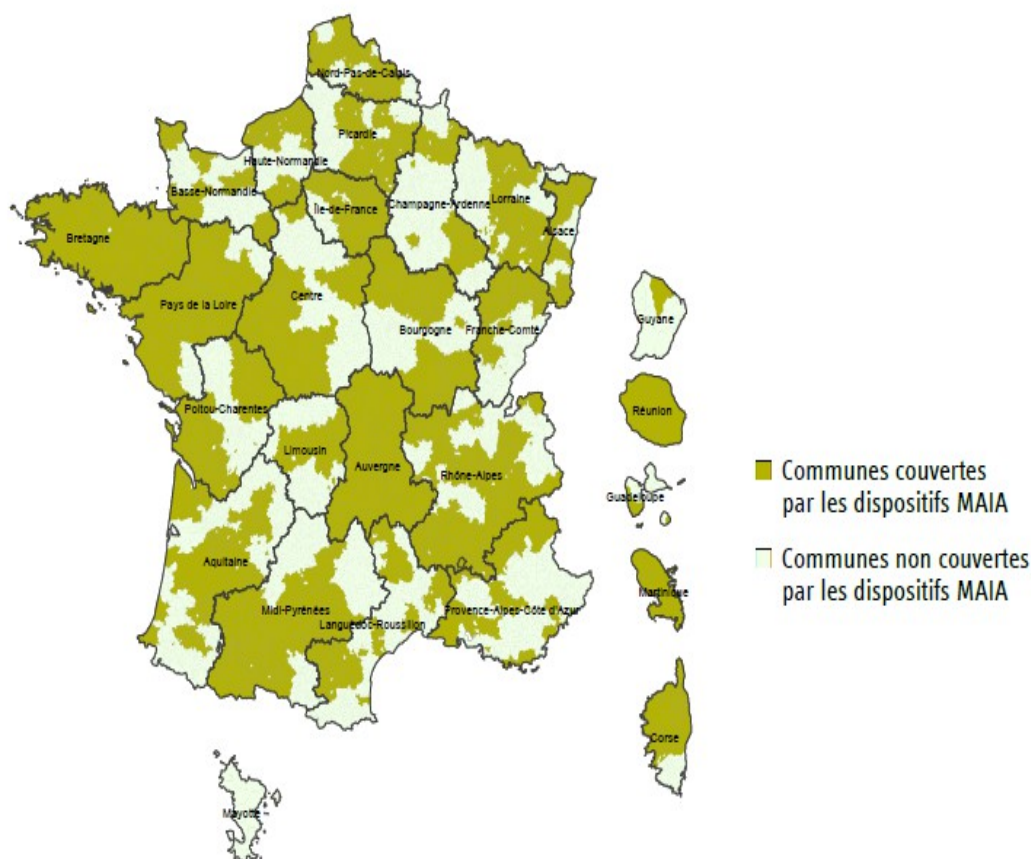 Nord-Pas-de-Calais
Picardie
Haute-Normandie
Basse-Normandie
Île-de-France
Champagne-Ardenne
Lorraine
Alsace
Bretagne
Pays de la Loire
Centre
Bourgogne
Franche-Comté
Guyane
Poitou-Charentes
Limousin
Auvergne
Rhône-Alpes
Réunion
Communes couvertes
par les dispositifs MAIA
Guadeloupe
Communes non couvertes
par les dispositifs MAIA
Aquitaine
Midi-Pyrénées
Languedoc-Roussillon
Provence-Alpes-Côte d'Azur
Martinique
Corse
Mayotte